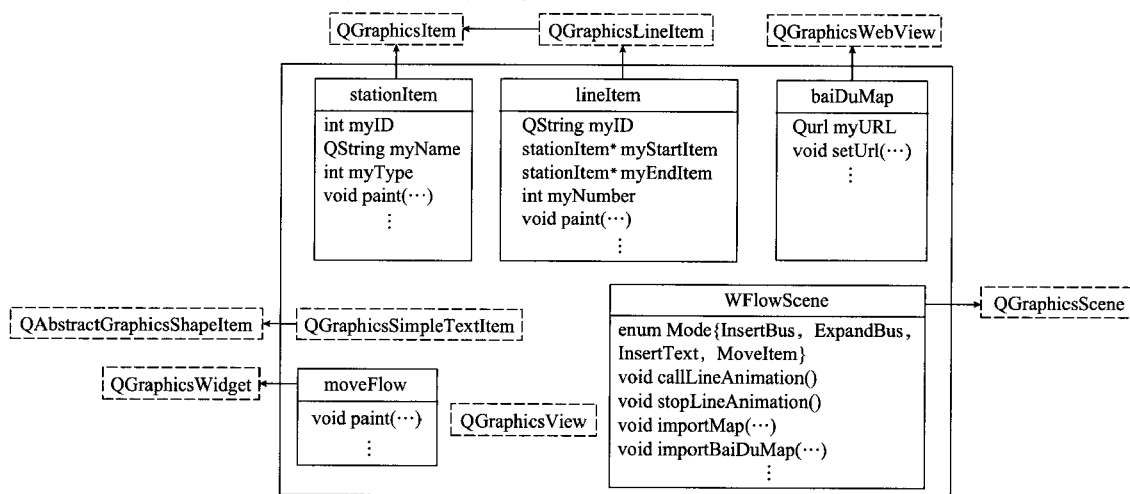 QGraphicsItem
QGraphicsLineItem
QGraphicsWebView
stationItem
int myID
QString myName
int myType
void paint(⋯)
⋮
lineItem
QString myID
stationItem* myStartItem
stationItem* myEndItem
int myNumber
void paint(⋯)
⋮
baiDuMap
Qurl myURL
void setUrl(⋯)
⋮
QAbstractGraphicsShapeItem
QGraphicsSimpleTextItem
QGraphicsWidget
moveFlow
void paint(⋯)
⋮
QGraphicsView
WFlowScene
enum Mode{InsertBus, ExpandBus,
InsertText, MoveItem}
void callLineAnimation()
void stopLineAnimation()
void importMap(⋯)
void importBaiDuMap(⋯)
⋮
QGraphicsScene